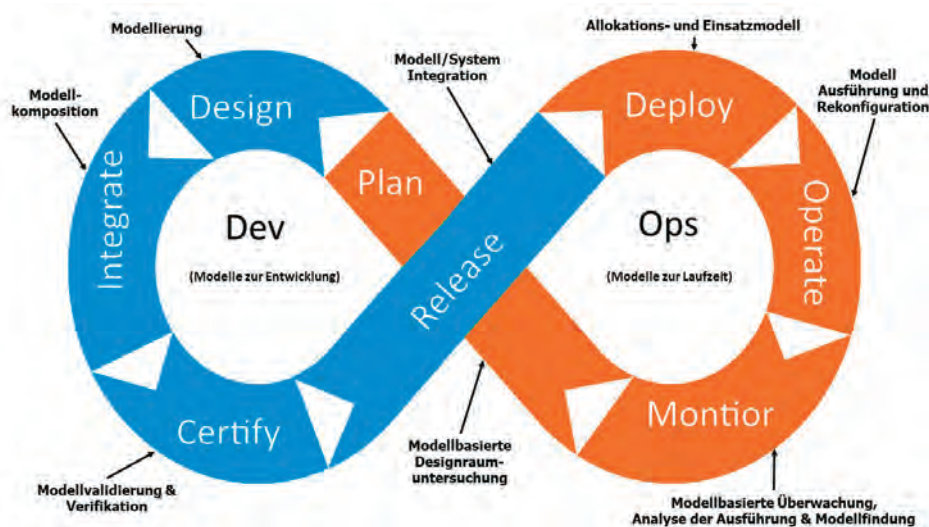 Modellierung
Allokations- und Einsatzmodell
Modell/System
Integration
Modell
Ausführung und
Rekonfiguration
Modell-
komposition
Design
Deploy
Plan
Integrate
Dev
(Modelle zur Entwicklung)
Release
Ops
(Modelle zur Laufzeit)
Operate
Certify
Montior
Modellbasierte
Designraum-
untersuchung
Modellvalidierung &
Verifikation
Modellbasierte Überwachung,
Analyse der Ausführung & Modellfindung